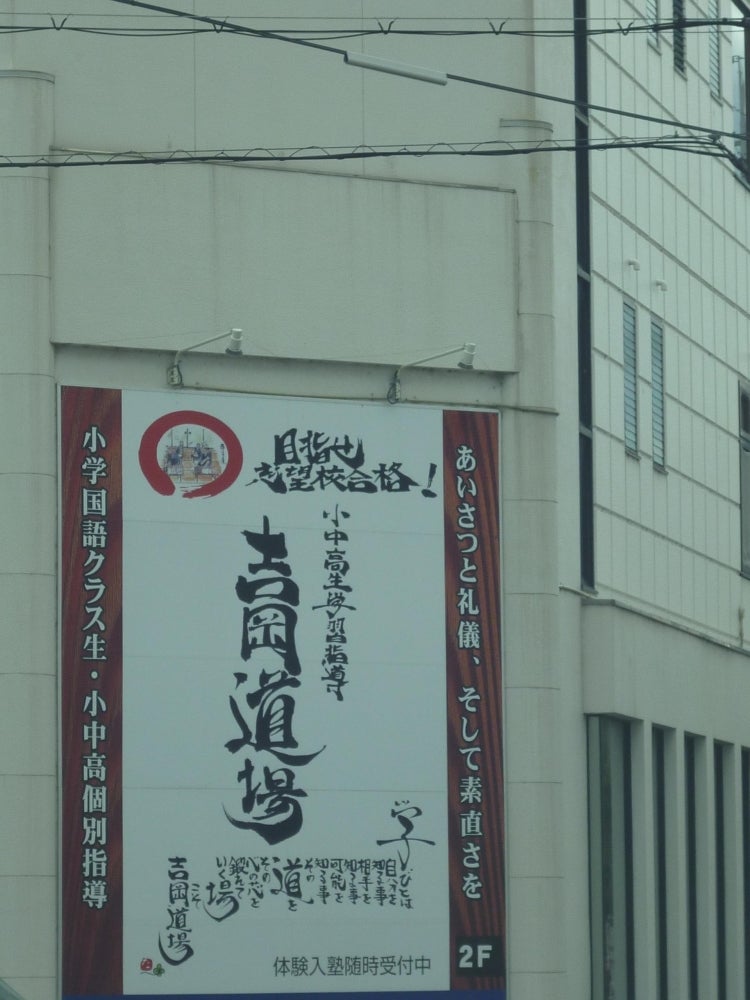 あいさつと礼儀、そして素直さを
目指せ
志望校合格!
小中高生学習指導
吉岡道場
学びとは
自分を
知る事
相手を
知る事
可能を
知る事
その
道を
その
心の芯を
鍛えて
いく場
こそ
吉岡道場
体験入塾随時受付中
2F
小学国語クラス生・小中高個別指導